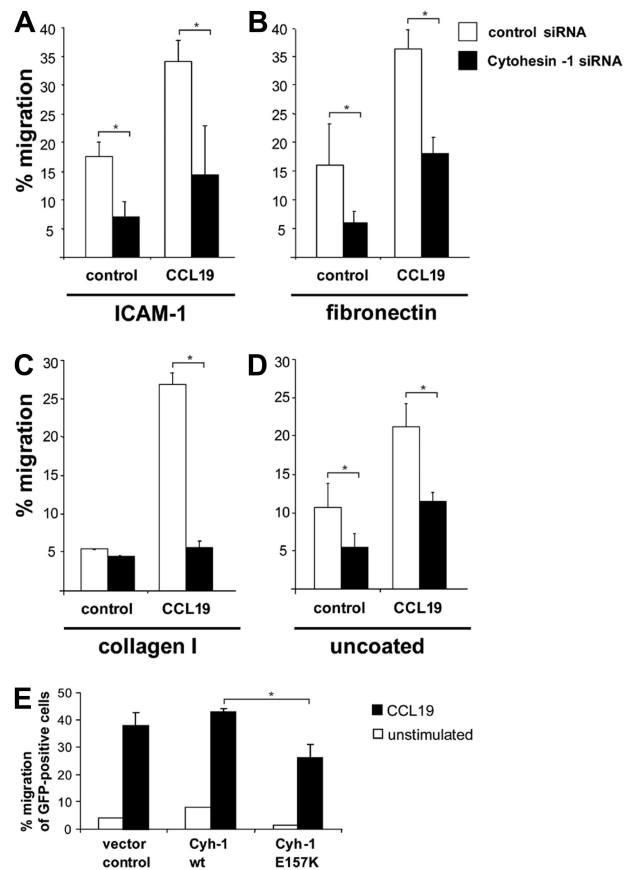 A
% migration
40
35
30
25
20
15
10
5
*
*
control CCL19
ICAM-1
B
40
35
30
25
20
15
10
5
*
*
control CCL19
fibronectin
control siRNA
Cytohesin -1 siRNA
C
% migration
30
25
20
15
10
5
*
control CCL19
collagen I
D
30
25
20
15
10
5
*
*
control CCL19
uncoated
E
% migration
of GFP-positive cells
50
40
30
20
10
0
*
vector control
Cyh-1 wt
Cyh-1 E157K
CCL19
unstimulated